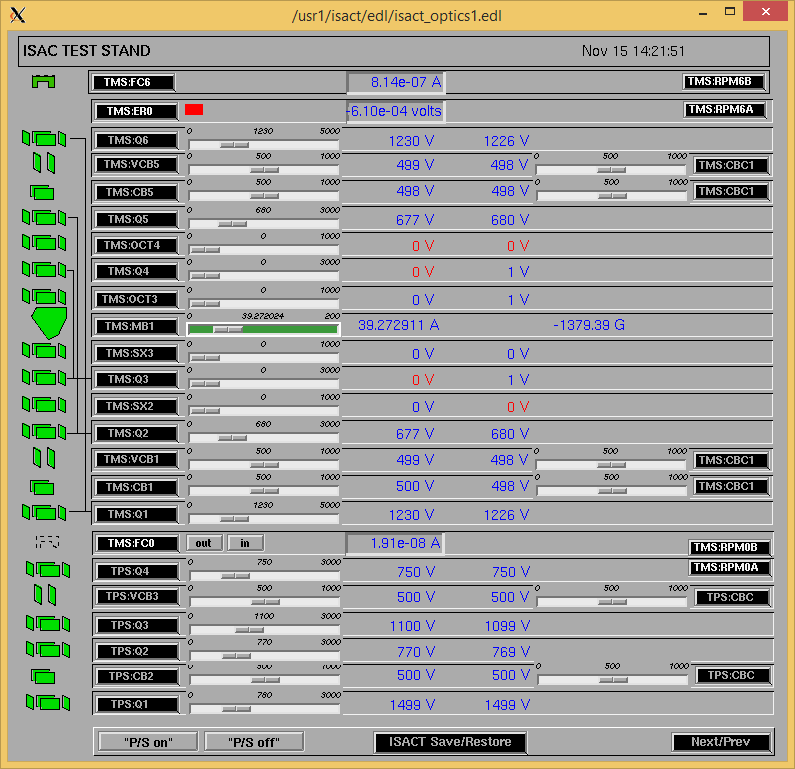 /usr1/isact/edl/isact_optics1.edl
ISAC TEST STAND Nov 15 14:21:51
TMS:FC6 8.14e-07 A TMS:RPM6B
TMS:ER0 -6.10e-04 volts TMS:RPM6A
TMS:Q6 0 1230 5000 1230 V 1226 V
TMS:VCB5 0 500 1000 499 V 498 V 0 500 1000 TMS:CBC1
TMS:CB5 0 500 1000 498 V 498 V 0 500 1000 TMS:CBC1
TMS:Q5 0 680 3000 677 V 680 V
TMS:OCT4 0 0 1000 0 V 0 V
TMS:Q4 0 0 3000 0 V 1 V
TMS:OCT3 0 0 1000 0 V 1 V
TMS:MB1 0 39.272024 200 39.272911 A -1379.39 G
TMS:SX3 0 0 1000 0 V 0 V
TMS:Q3 0 0 3000 0 V 1 V
TMS:SX2 0 0 1000 0 V 0 V
TMS:Q2 0 680 3000 677 V 680 V
TMS:VCB1 0 500 1000 499 V 498 V 0 500 1000 TMS:CBC1
TMS:CB1 0 500 1000 500 V 498 V 0 500 1000 TMS:CBC1
TMS:Q1 0 1230 5000 1230 V 1226 V
TMS:FC0 out in 1.91e-08 A TMS:RPM0B
TPS:Q4 0 750 3000 750 V 750 V TMS:RPM0A
TPS:VCB3 0 500 1000 500 V 500 V 0 500 1000 TPS:CBC
TPS:Q3 0 1100 3000 1100 V 1099 V
TPS:Q2 0 770 3000 770 V 769 V
TPS:CB2 0 500 1000 500 V 500 V 0 500 1000 TPS:CBC
TPS:Q1 0 780 3000 1499 V 1499 V
"P/S on" "P/S off" ISACT Save/Restore Next/Prev